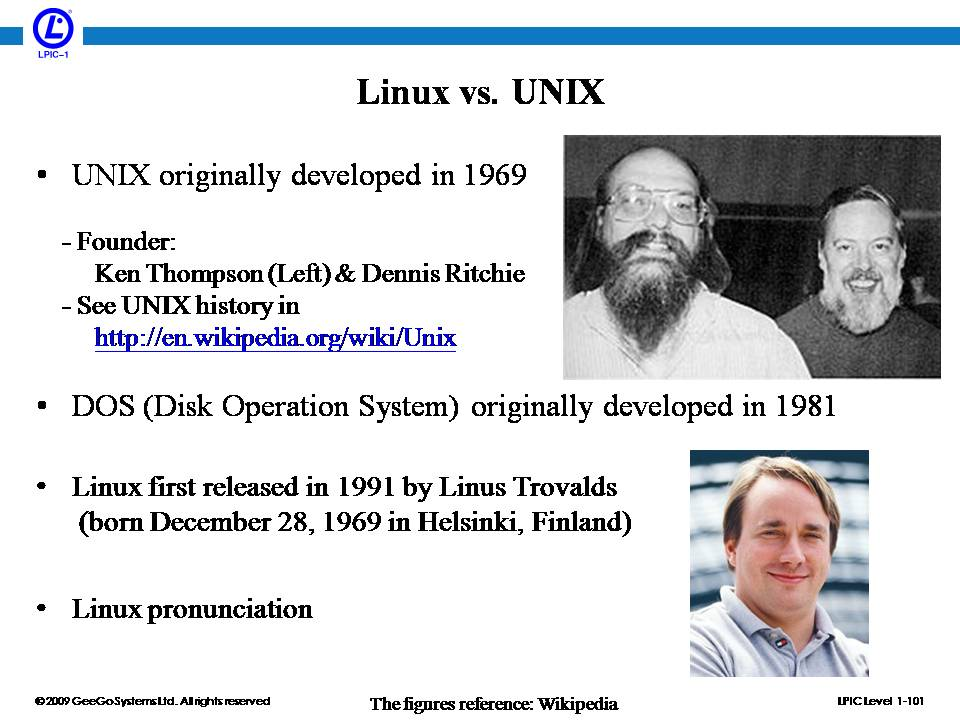 LPIC–1
Linux vs. UNIX
• UNIX originally developed in 1969
- Founder:
Ken Thompson (Left) & Dennis Ritchie
- See UNIX history in
http://en.wikipedia.org/wiki/Unix
• DOS (Disk Operation System) originally developed in 1981
• Linux first released in 1991 by Linus Trovalds
(born December 28, 1969 in Helsinki, Finland)
• Linux pronunciation
© 2009 GeeGo Systems Ltd. All rights reserved
The figures reference: Wikipedia
LPIC Level 1-101